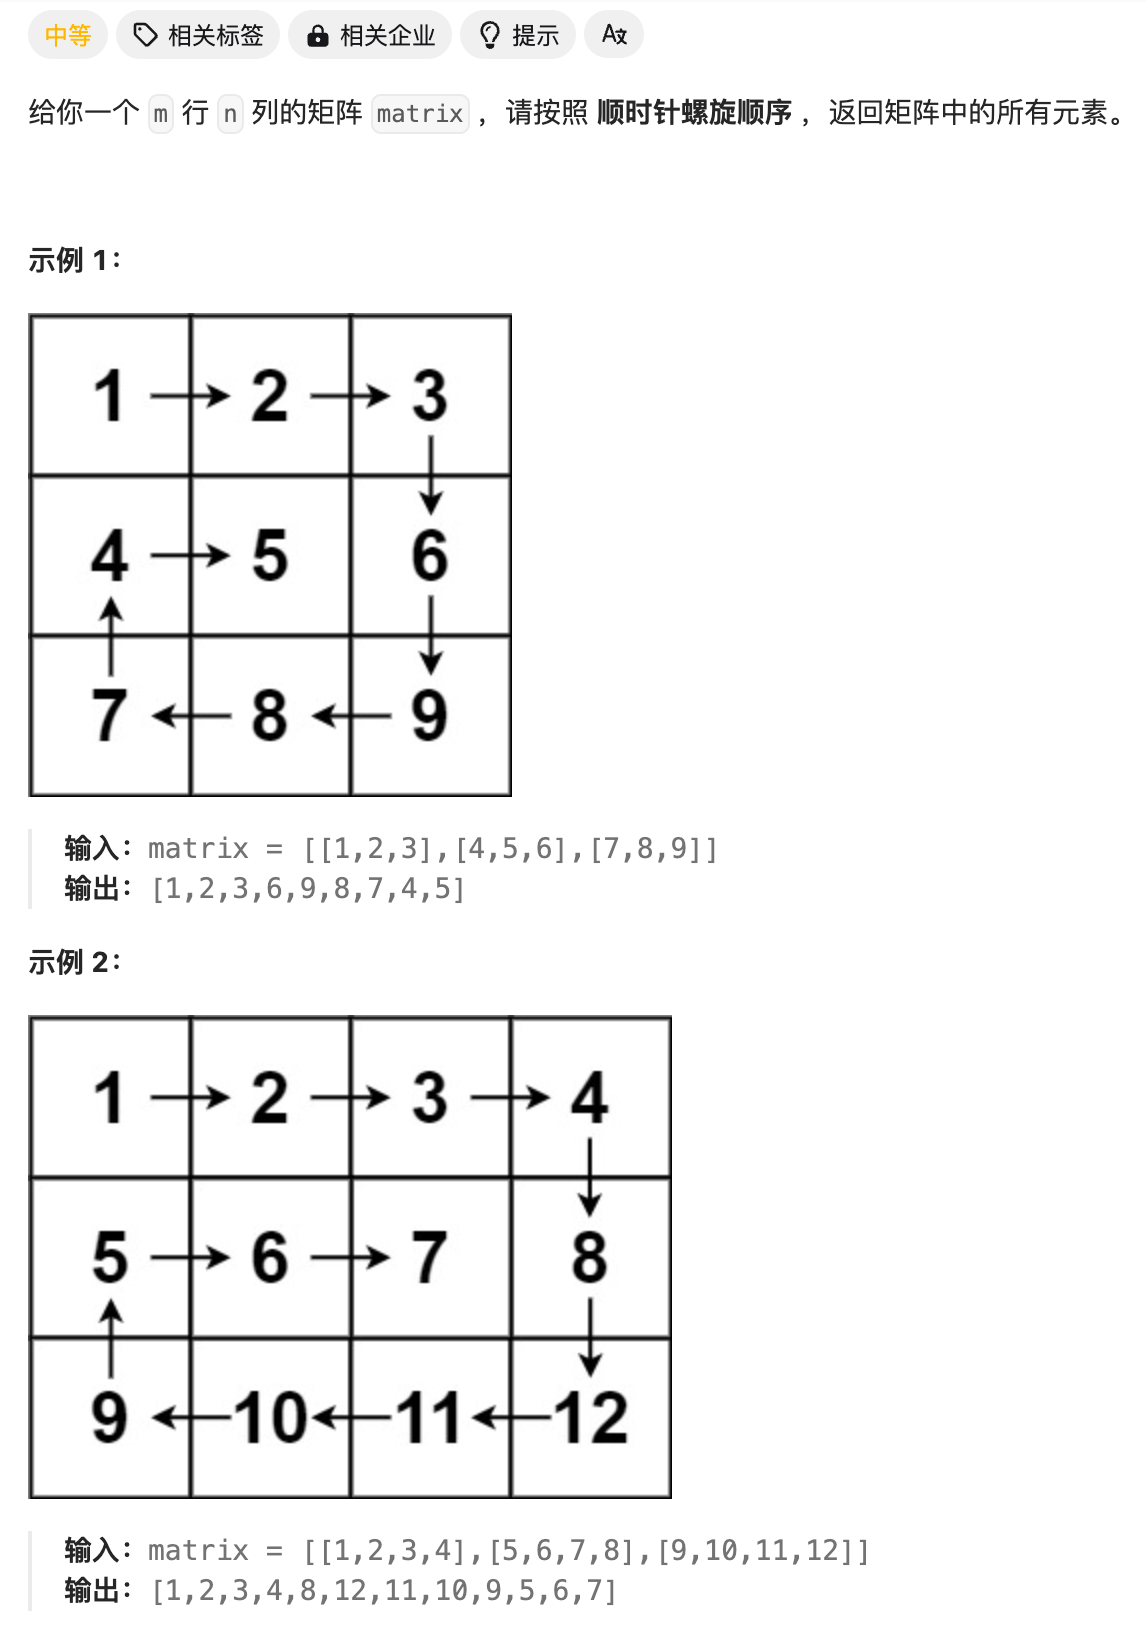 中等 相关标签 相关企业 提示
给你一个 m 行 n 列的矩阵 matrix ，请按照 顺时针螺旋顺序 ，返回矩阵中的所有元素。
示例 1：
1 2 3
4 5 6
7 8 9
输入：matrix = [[1,2,3],[4,5,6],[7,8,9]]
输出：[1,2,3,6,9,8,7,4,5]
示例 2：
1 2 3 4
5 6 7 8
9 10 11 12
输入：matrix = [[1,2,3,4],[5,6,7,8],[9,10,11,12]]
输出：[1,2,3,4,8,12,11,10,9,5,6,7]